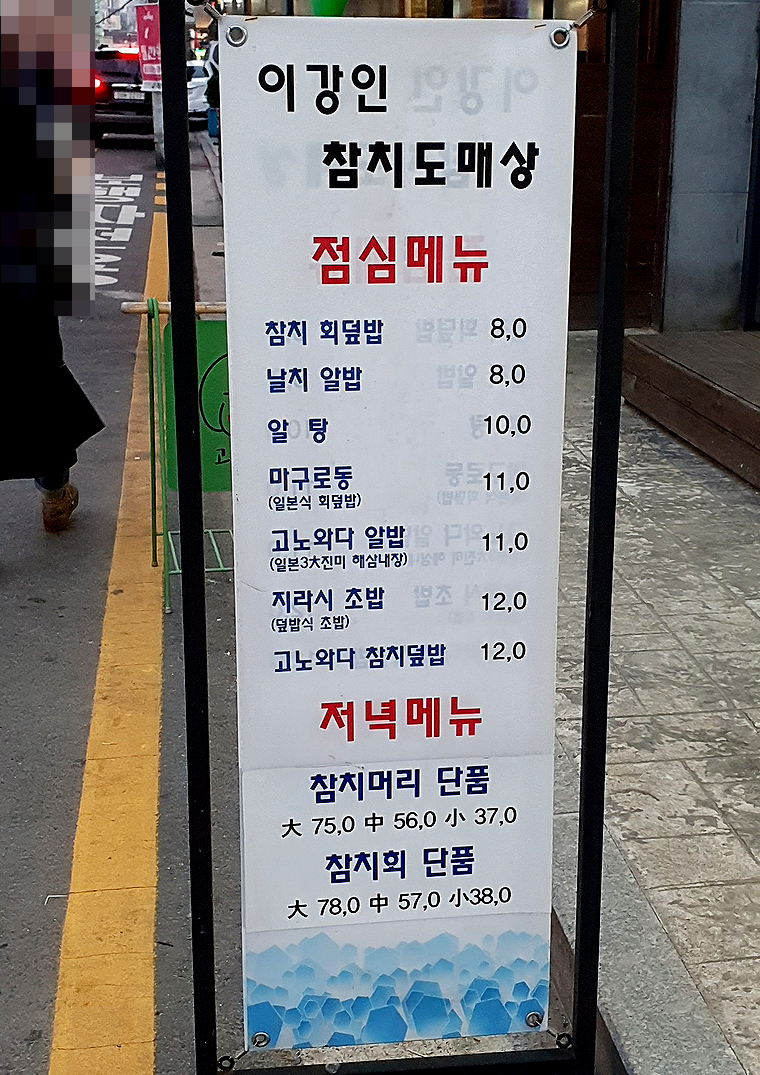 이강인
참치도매상
점심메뉴
참치 회덮밥 8,0
날치 알밥 8,0
알 탕 10,0
마구로동 11,0
(일본식 회덮밥)
고노와다 알밥 11,0
(일본3大진미 해삼내장)
지라시 초밥 12,0
(덮밥식 초밥)
고노와다 참치덮밥 12,0
저녁메뉴
참치머리 단품
大 75,0 中 56,0 小 37,0
참치회 단품
大 78,0 中 57,0 小38,0